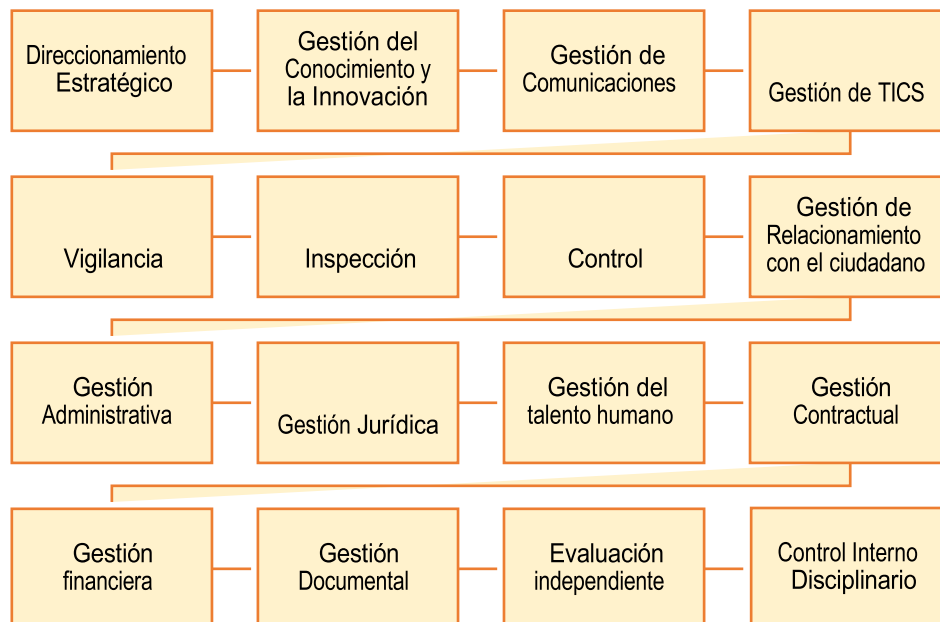 Direccionamiento
Estratégico
Gestión del
Conocimiento y
la Innovación
Gestión de
Comunicaciones
Gestión de TICS
Vigilancia
Inspección
Control
Gestión de
Relacionamiento
con el ciudadano
Gestión
Administrativa
Gestión Jurídica
Gestión del
talento humano
Gestión
Contractual
Gestión
financiera
Gestión
Documental
Evaluación
independiente
Control Interno
Disciplinario